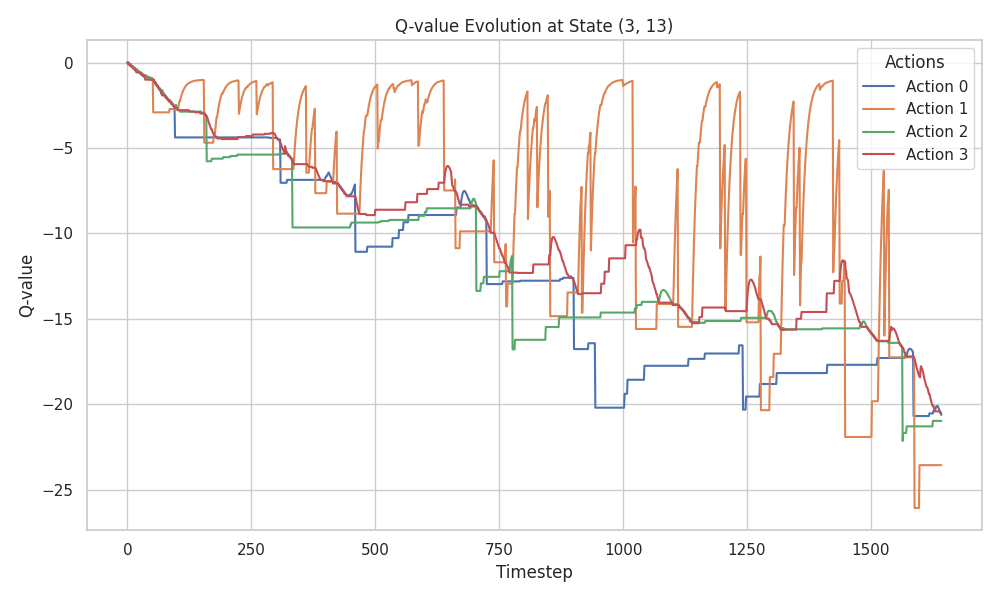 Q-value Evolution at State (3, 13)
Actions
Action 0
Action 1
Action 2
Action 3
Q-value
0
−5
−10
−15
−20
−25
0
250
500
750
1000
1250
1500
Timestep